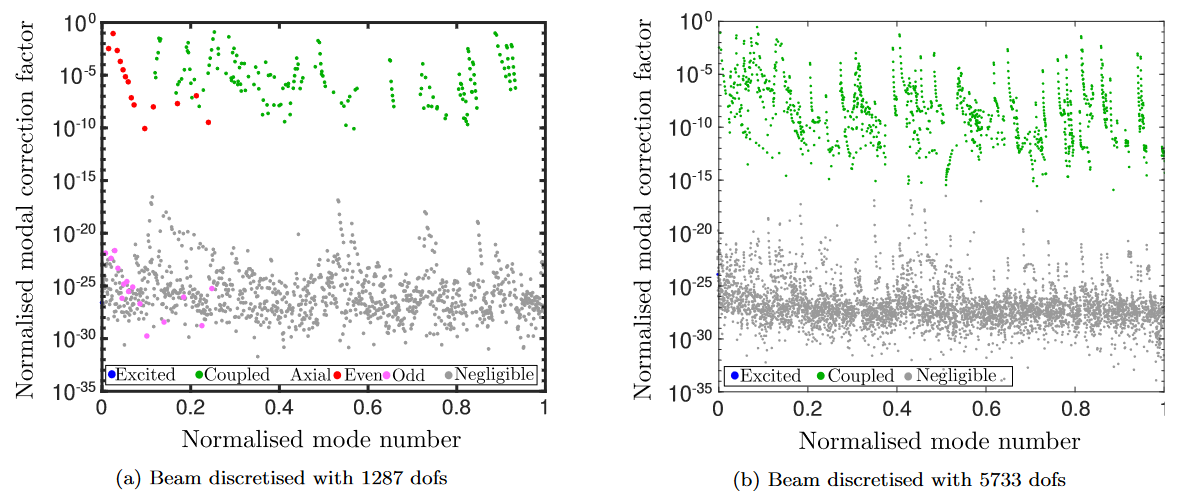 Normalised modal correction factor
10^0
10^-5
10^-10
10^-15
10^-20
10^-25
10^-30
10^-35
Excited Coupled Axial Even Odd Negligible
0 0.2 0.4 0.6 0.8 1
Normalised mode number
(a) Beam discretised with 1287 dofs
Normalised modal correction factor
10^0
10^-5
10^-10
10^-15
10^-20
10^-25
10^-30
10^-35
Excited Coupled Negligible
0 0.2 0.4 0.6 0.8 1
Normalised mode number
(b) Beam discretised with 5733 dofs